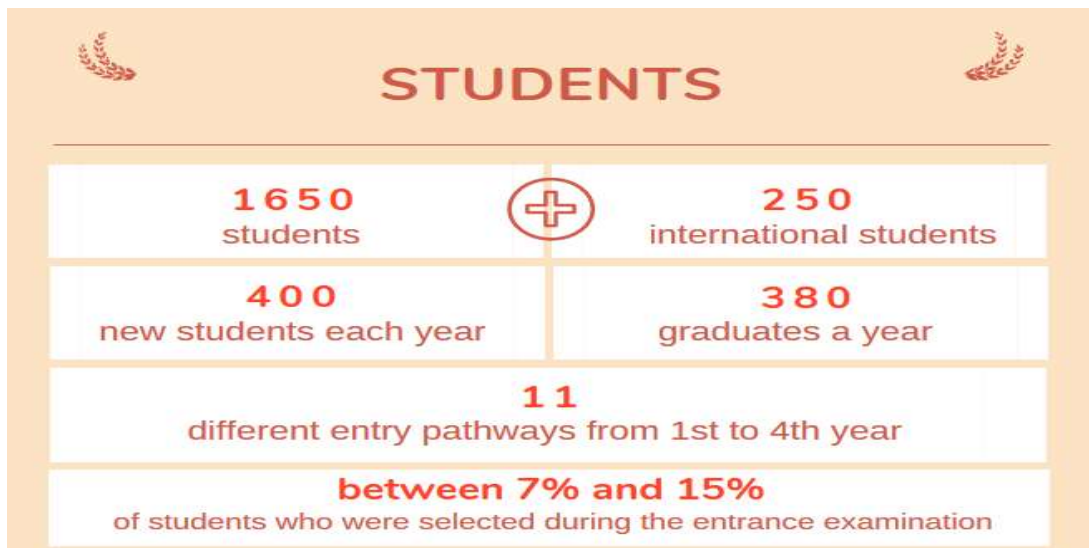 STUDENTS
1650
students
250
international students
400
new students each year
380
graduates a year
11
different entry pathways from 1st to 4th year
between 7% and 15%
of students who were selected during the entrance examination